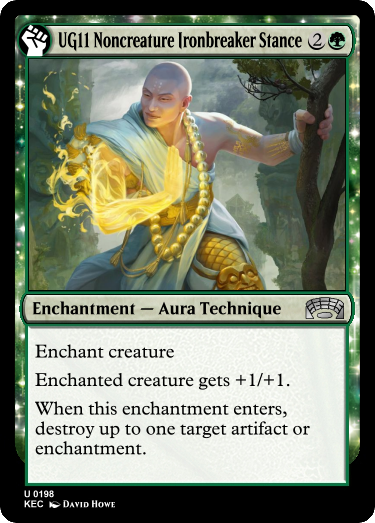 UG11 Noncreature Ironbreaker Stance 2
Enchantment — Aura Technique
Enchant creature
Enchanted creature gets +1/+1.
When this enchantment enters,
destroy up to one target artifact or
enchantment.
U 0198
KEC DAVID HOWE